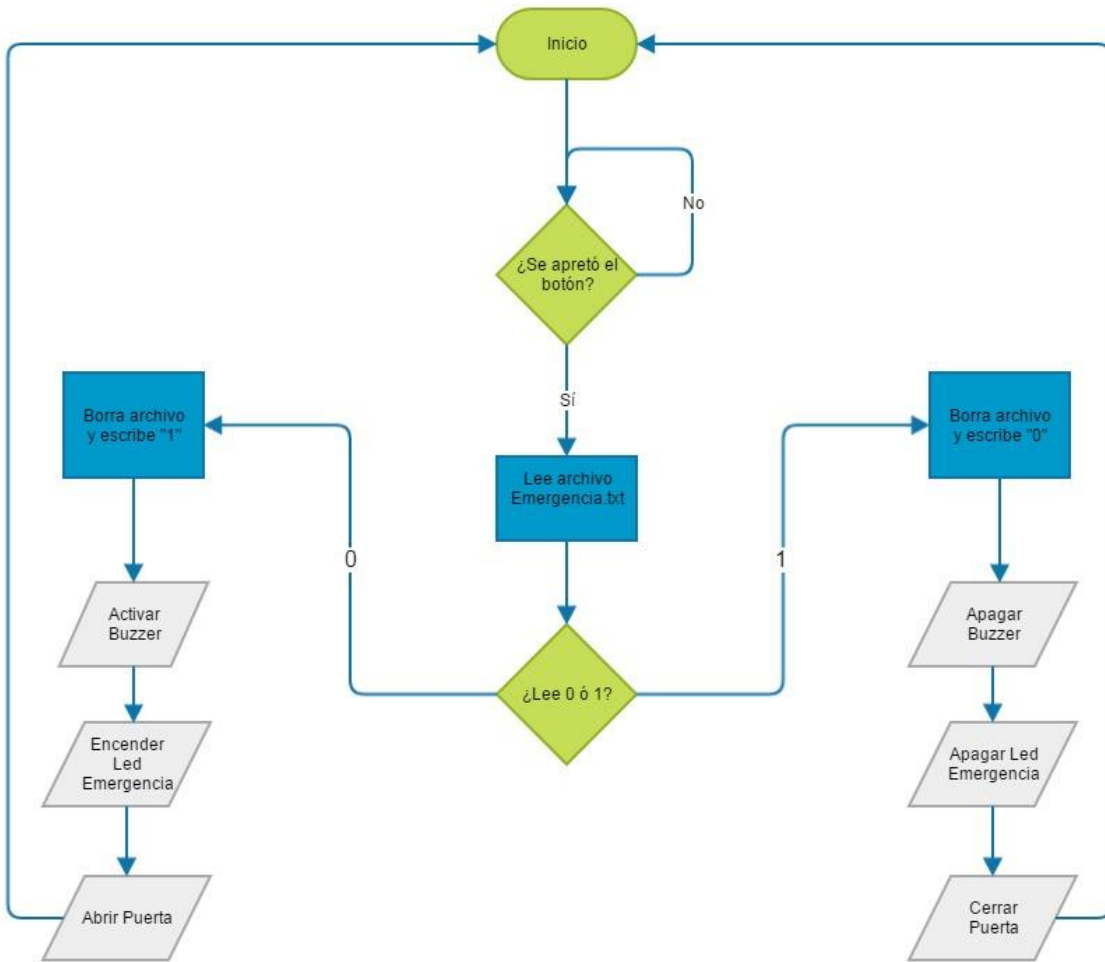 Inicio
No
¿Se apretó el
botón?
Sí
Borra archivo
y escribe "1"
Lee archivo
Emergencia.txt
Borra archivo
y escribe "0"
0
1
Activar
Buzzer
Apagar
Buzzer
¿Lee 0 ó 1?
Encender
Led
Emergencia
Apagar Led
Emergencia
Abrir Puerta
Cerrar
Puerta